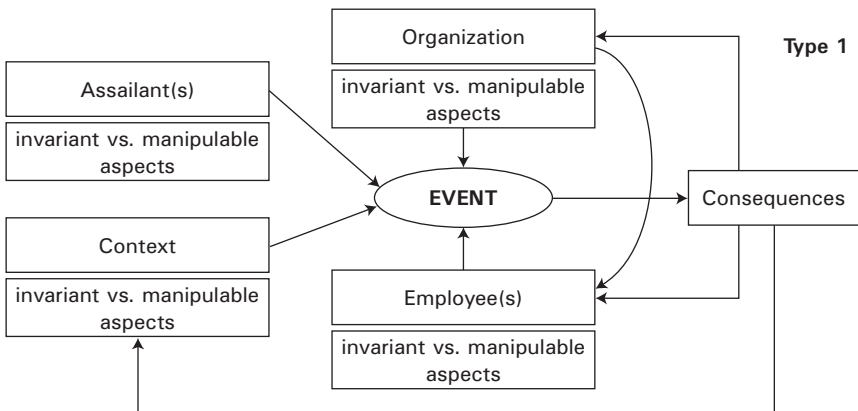 Organization
Type 1
invariant vs. manipulable
aspects
Assailant(s)
invariant vs. manipulable
aspects
EVENT
Consequences
Context
invariant vs. manipulable
aspects
Employee(s)
invariant vs. manipulable
aspects